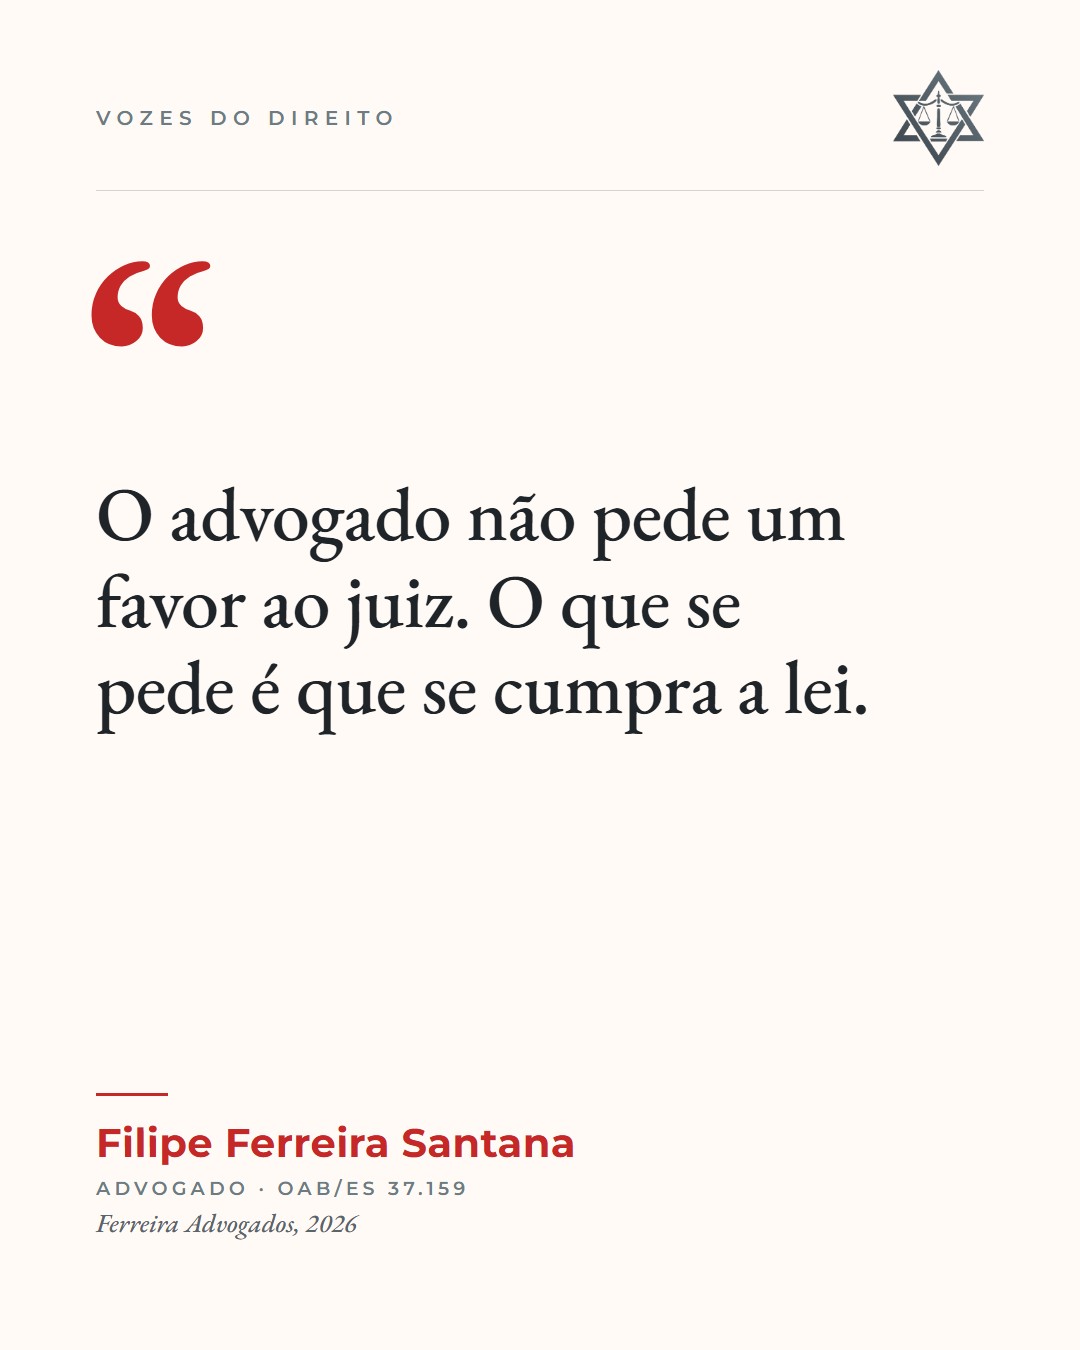 VOZES DO DIREITO
“
O advogado não pede um
favor ao juiz. O que se
pede é que se cumpra a lei.
Filipe Ferreira Santana
ADVOGADO · OAB/ES 37.159
Ferreira Advogados, 2026